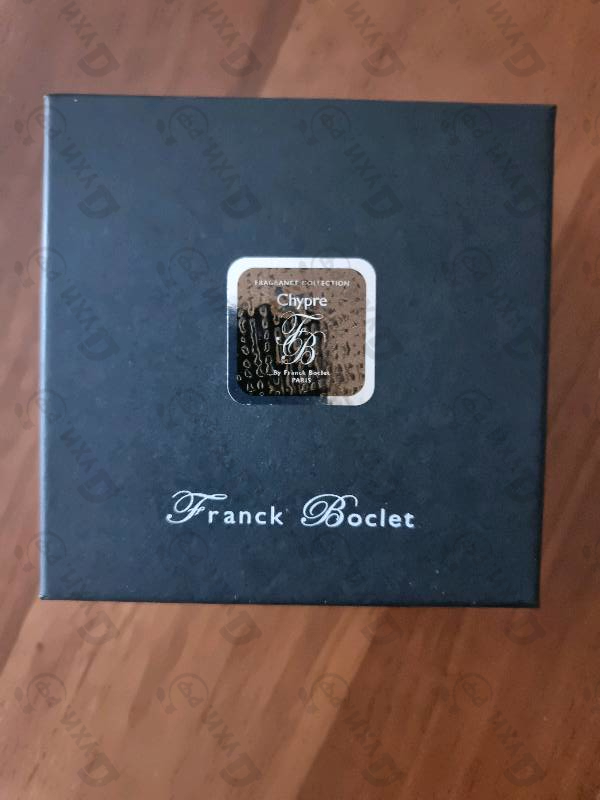 FRAGRANCE COLLECTION
Chypre
FB
By Franck Boclet
PARIS
Franck Boclet